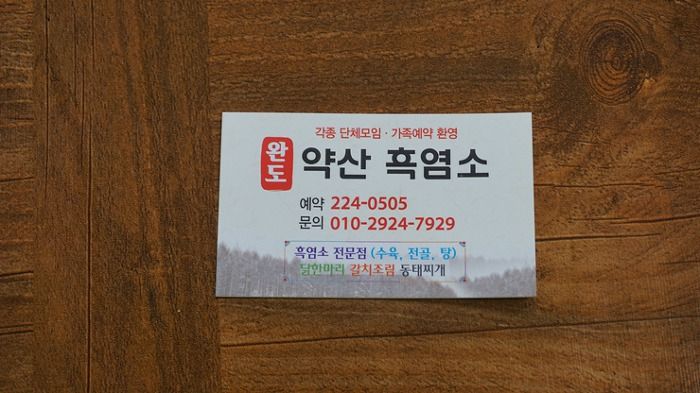 각종 단체모임 · 가족예약 환영
완도 약산 흑염소
예약 224-0505
문의 010-2924-7929
흑염소 전문점 (수육, 전골, 탕)
닭한마리 갈치조림 동태찌개